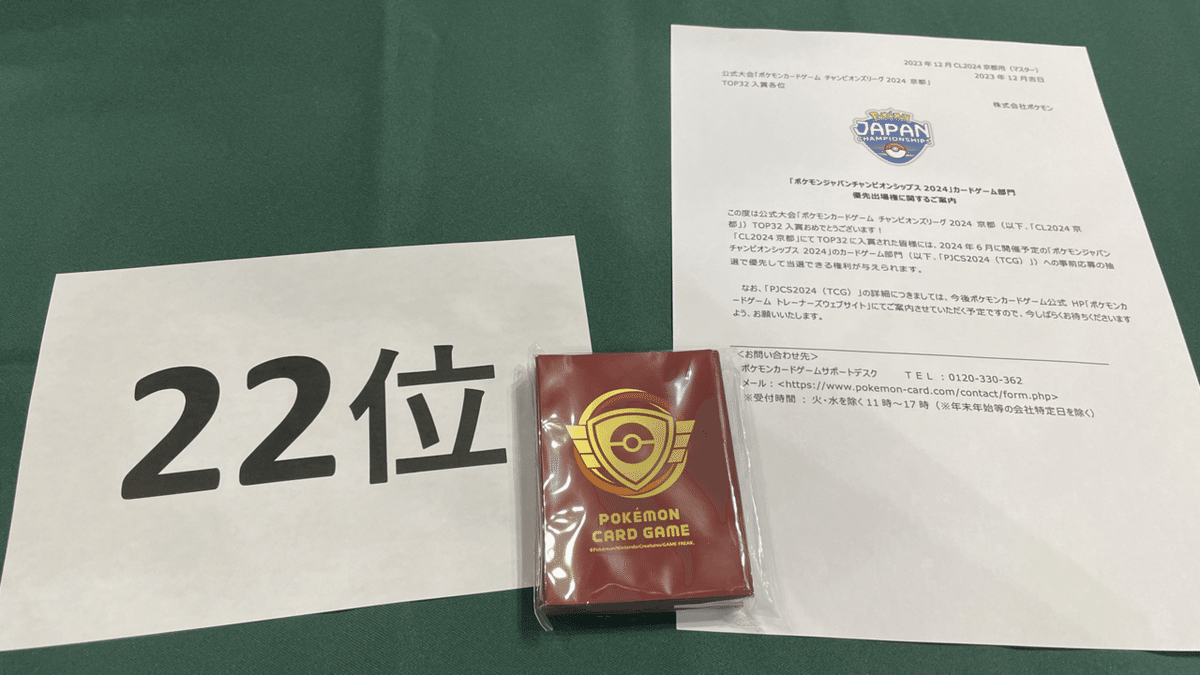 22位
POKÉMON
CARD GAME
©Pokémon/Nintendo/Creatures/GAME FREAK.
2023 年 12 月 CL2024 京都用（マスター）
公式大会「ポケモンカードゲーム チャンピオンズリーグ 2024 京都」
2023 年 12 月吉日
TOP32 入賞各位
株式会社ポケモン
POKÉMON
JAPAN
CHAMPIONSHIPS
「ポケモンジャパンチャンピオンシップス 2024」カードゲーム部門
優先出場権に関するご案内
この度は公式大会「ポケモンカードゲーム チャンピオンズリーグ 2024 京都（以下、「CL2024 京
都」）TOP32 入賞おめでとうございます！
「CL2024 京都」にて TOP32 に入賞された皆様には、2024 年 6 月に開催予定の「ポケモンジャパン
チャンピオンシップス 2024」のカードゲーム部門（以下、「PJCS2024（TCG）」）への事前応募の抽
選で優先して当選できる権利が与えられます。
なお、「PJCS2024（TCG）」の詳細につきましては、今後ポケモンカードゲーム公式 HP「ポケモンカ
ードゲーム トレーナーズウェブサイト」にてご案内させていただく予定ですので、今しばらくお待ちくださいます
よう、お願いいたします。
＜お問い合わせ先＞
ポケモンカードゲームサポートデスク ＴＥＬ：0120-330-362
メール：<https://www.pokemon-card.com/contact/form.php>
※受付時間 ： 火・水を除く 11 時～17 時（※年末年始等の会社特定日を除く）